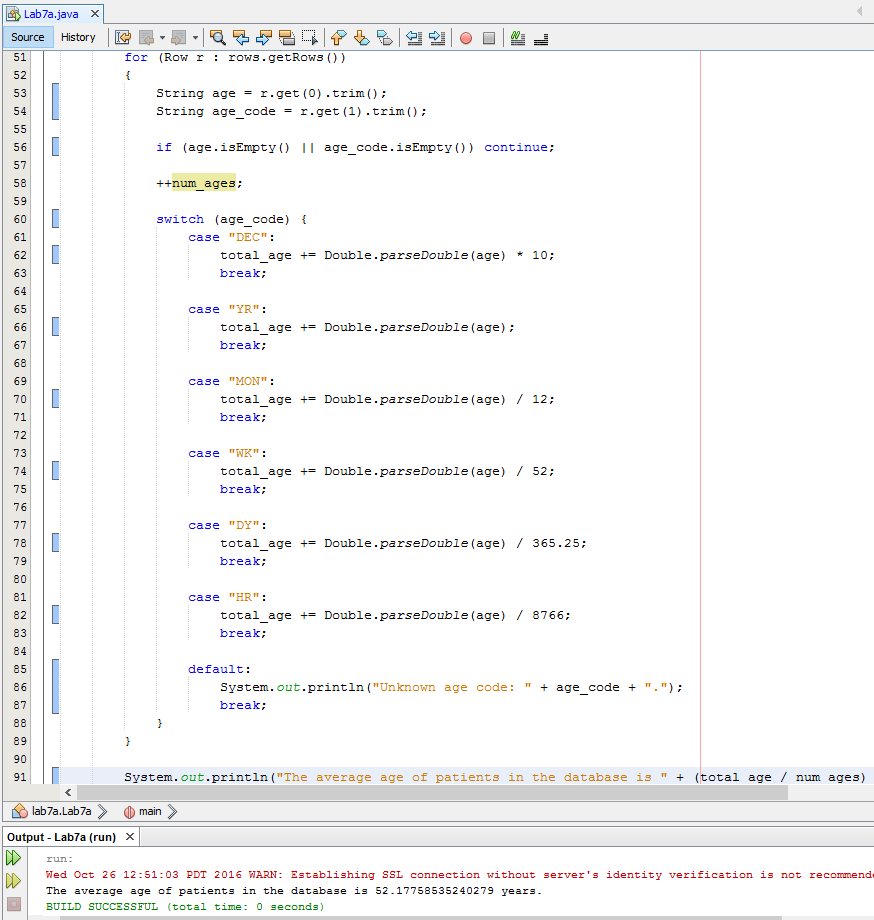 Lab7a.java
Source History
51 for (Row r : rows.getRows())
52 {
53 String age = r.get(0).trim();
54 String age_code = r.get(1).trim();
55
56 if (age.isEmpty() || age_code.isEmpty()) continue;
57
58 ++num_ages;
59
60 switch (age_code) {
61 case "DEC":
62 total_age += Double.parseDouble(age) * 10;
63 break;
64
65 case "YR":
66 total_age += Double.parseDouble(age);
67 break;
68
69 case "MON":
70 total_age += Double.parseDouble(age) / 12;
71 break;
72
73 case "WK":
74 total_age += Double.parseDouble(age) / 52;
75 break;
76
77 case "DY":
78 total_age += Double.parseDouble(age) / 365.25;
79 break;
80
81 case "HR":
82 total_age += Double.parseDouble(age) / 8766;
83 break;
84
85 default:
86 System.out.println("Unknown age code: " + age_code + ".");
87 break;
88 }
89 }
90
91 System.out.println("The average age of patients in the database is " + (total_age / num_ages)
lab7a.Lab7a main
Output - Lab7a (run)
run:
Wed Oct 26 12:51:03 PDT 2016 WARN: Establishing SSL connection without server's identity verification is not recommende
The average age of patients in the database is 52.17758535240279 years.
BUILD SUCCESSFUL (total time: 0 seconds)